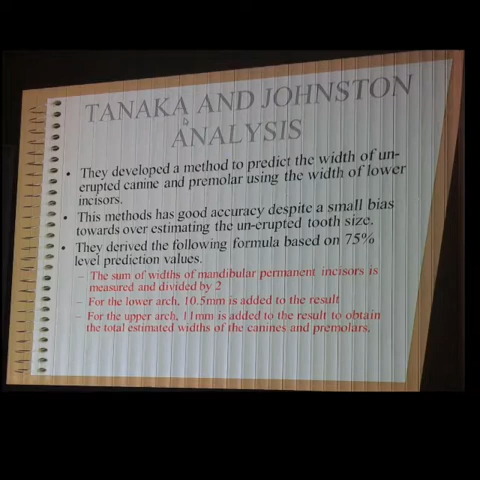 TANAKA AND JOHNSTON
ANALYSIS
• They developed a method to predict the width of un-
erupted canine and premolar using the width of lower
incisors.
• This methods has good accuracy despite a small bias
towards over estimating the un-erupted tooth size.
• They derived the following formula based on 75%
level prediction values.
– The sum of widths of mandibular permanent incisors is
measured and divided by 2
– For the lower arch, 10.5mm is added to the result
– For the upper arch, 11mm is added to the result to obtain
the total estimated widths of the canines and premolars.